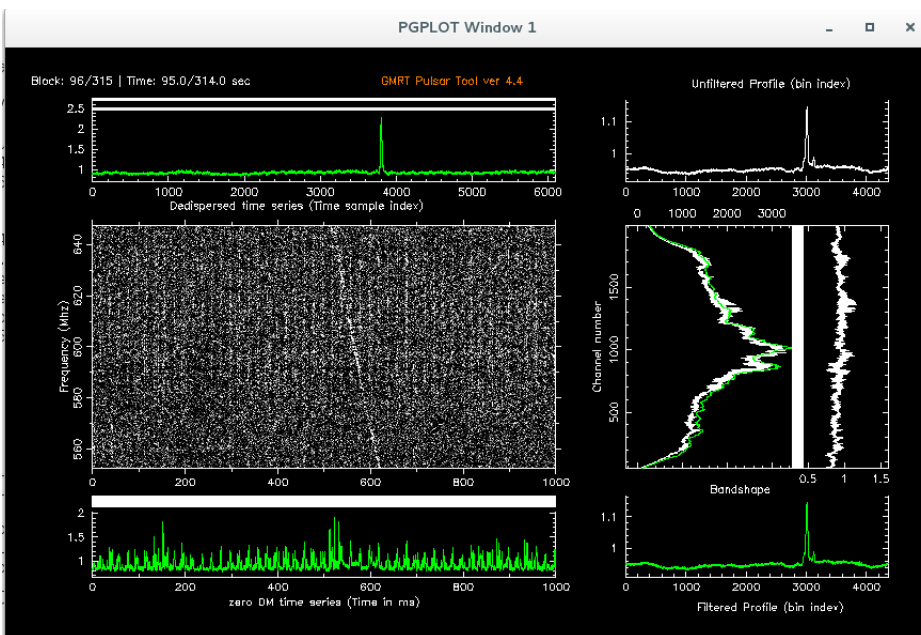 PGPLOT Window 1
Block: 96/315 | Time: 95.0/314.0 sec
GMRT Pulsar Tool ver 4.4
Unfiltered Profile (bin index)
2.5
2
1.5
1
0 1000 2000 3000 4000 5000 6000
Dedispersed time series (Time sample index)
1.1
1
0 1000 2000 3000 4000
0 1000 2000 3000
Frequency (Mhz)
640
620
600
580
560
0 200 400 600 800 1000
Channel number
1500
1000
500
0.5 1 1.5
Bandshape
2
1.5
1
0 200 400 600 800 1000
zero DM time series (Time in ms)
1.1
1
0 1000 2000 3000 4000
Filtered Profile (bin index)